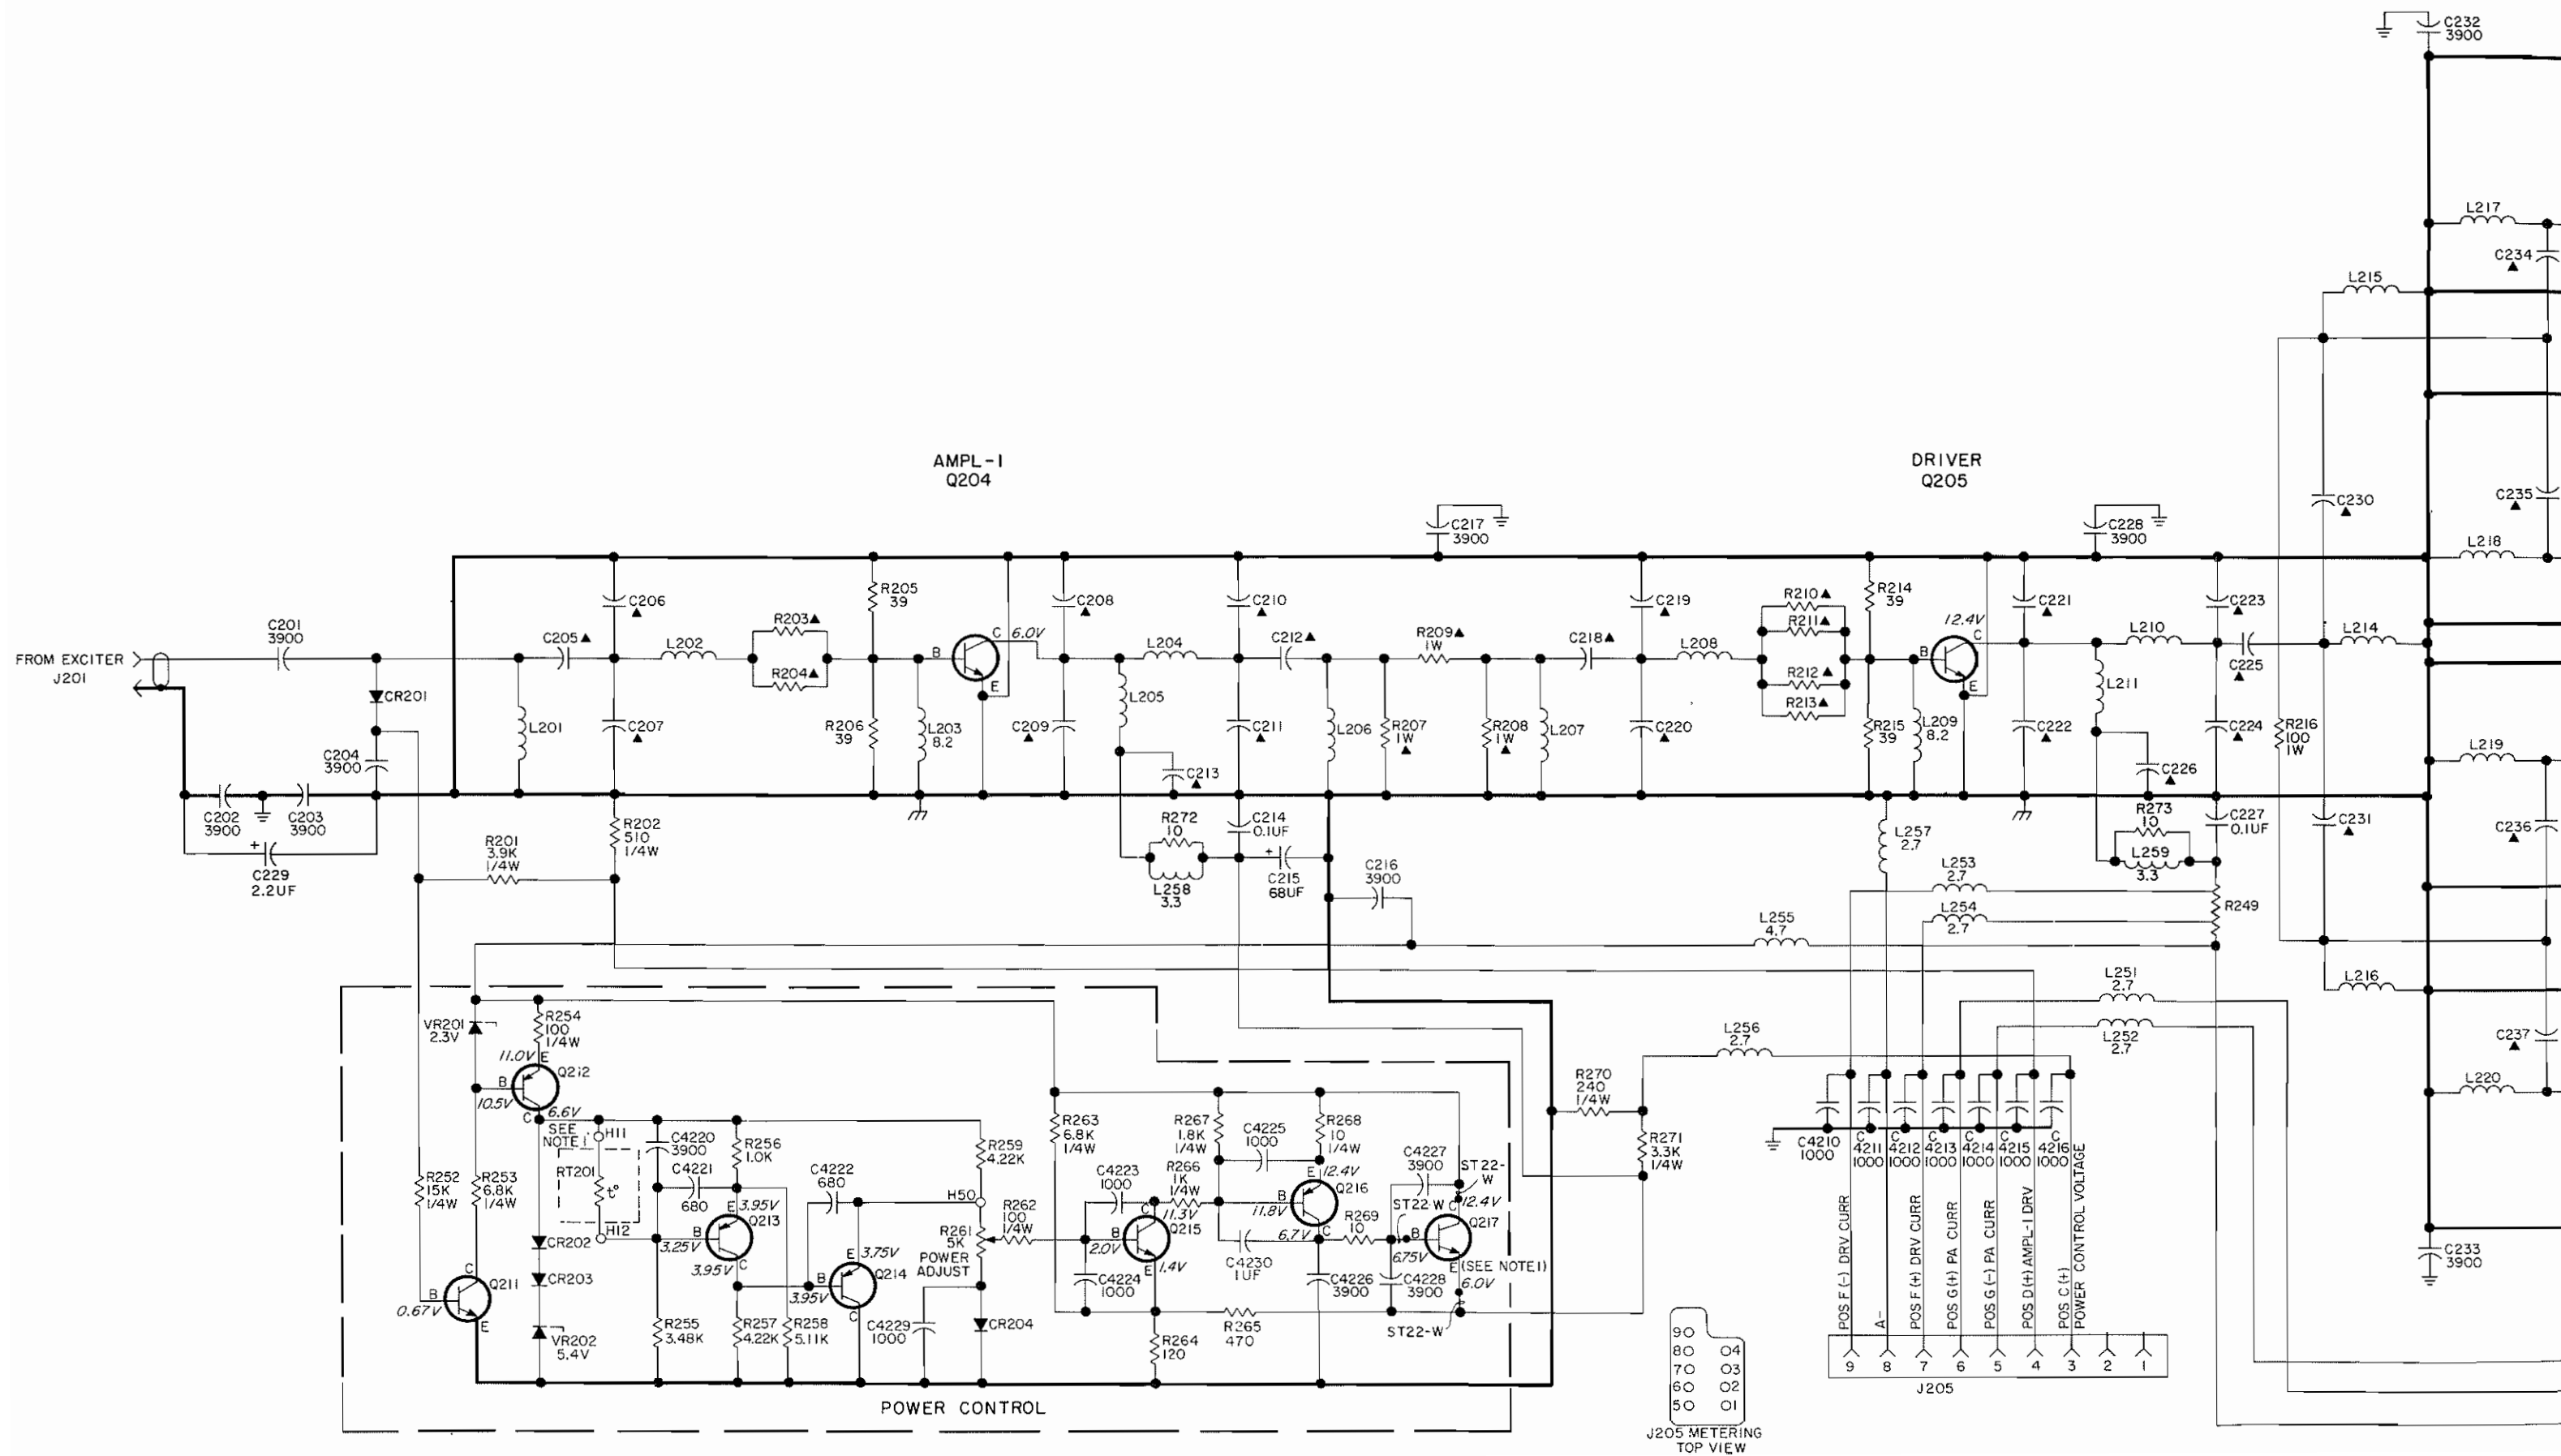 C232
3900
L217
C234
L215
AMPL-1
Q204
DRIVER
Q205
C230
C235
C217
3900
C228
3900
L218
R205
39
C206
C208
C210
C219
R210
R214
39
C221
C223
R211
12.4V
C201
3900
C205
L202
R203
R204
B
C
6.0V
E
L204
C212
R209
1W
C218
L208
R212
R213
B
C
E
L210
C225
L214
FROM EXCITER
J201
CR201
L201
C207
R206
39
L203
8.2
C209
L205
C211
L206
R207
1W
R208
1W
L207
C220
R215
39
L209
8.2
C222
L211
C224
R216
100
1W
L219
C204
3900
C213
C226
C202
3900
C203
3900
R202
510
1/4W
R272
10
C214
0.1UF
L257
2.7
R273
10
C227
0.1UF
C231
C236
+
C229
2.2UF
R201
3.9K
1/4W
L258
3.3
+
C215
68UF
C216
3900
L259
3.3
L253
2.7
L254
2.7
R249
L255
4.7
L251
2.7
L216
L252
2.7
C237
L220
VR201
2.3V
R254
100
1/4W
11.0V
E
Q212
B
10.5V
C
6.6V
L256
2.7
R270
240
1/4W
R271
3.3K
1/4W
SEE
NOTE 1
H11
RT201
t°
H12
C4220
3900
R256
1.0K
C4221
680
C4222
680
R259
4.22K
H50
R263
6.8K
1/4W
R267
1.8K
1/4W
C4225
1000
R268
10
1/4W
C4227
3900
ST22-
W
C4223
1000
R266
1K
1/4W
E
12.4V
Q216
B
11.8V
C
6.7V
ST22-W
C
12.4V
Q217
R252
15K
1/4W
R253
6.8K
1/4W
E
3.95V
Q213
B
3.25V
C
3.95V
R262
100
1/4W
R261
5K
POWER
ADJUST
C
11.3V
Q215
B
2.0V
E
1.4V
R269
10
B
6.75V
E
(SEE NOTE 1)
6.0V
C4230
1UF
CR202
CR203
VR202
5.4V
C
Q211
B
0.67V
E
E
3.75V
Q214
B
3.95V
C
C4224
1000
C4226
3900
C4228
3900
R255
3.48K
R257
4.22K
R258
5.11K
C4229
1000
CR204
R264
120
R265
470
ST22-W
POWER CONTROL
C4210
1000
C
4211
1000
C
4212
1000
C
4213
1000
C
4214
1000
C
4215
1000
C
4216
1000
POS F (-) DRV CURR
A-
POS F (+) DRV CURR
POS G(+) PA CURR
POS G (-) PA CURR
POS D(+) AMPL-1 DRV
POS C (+)
POWER CONTROL VOLTAGE
9 8 7 6 5 4 3 2 1
J205
9
8 4
7 3
6 2
5 1
J205 METERING
TOP VIEW
C233
3900